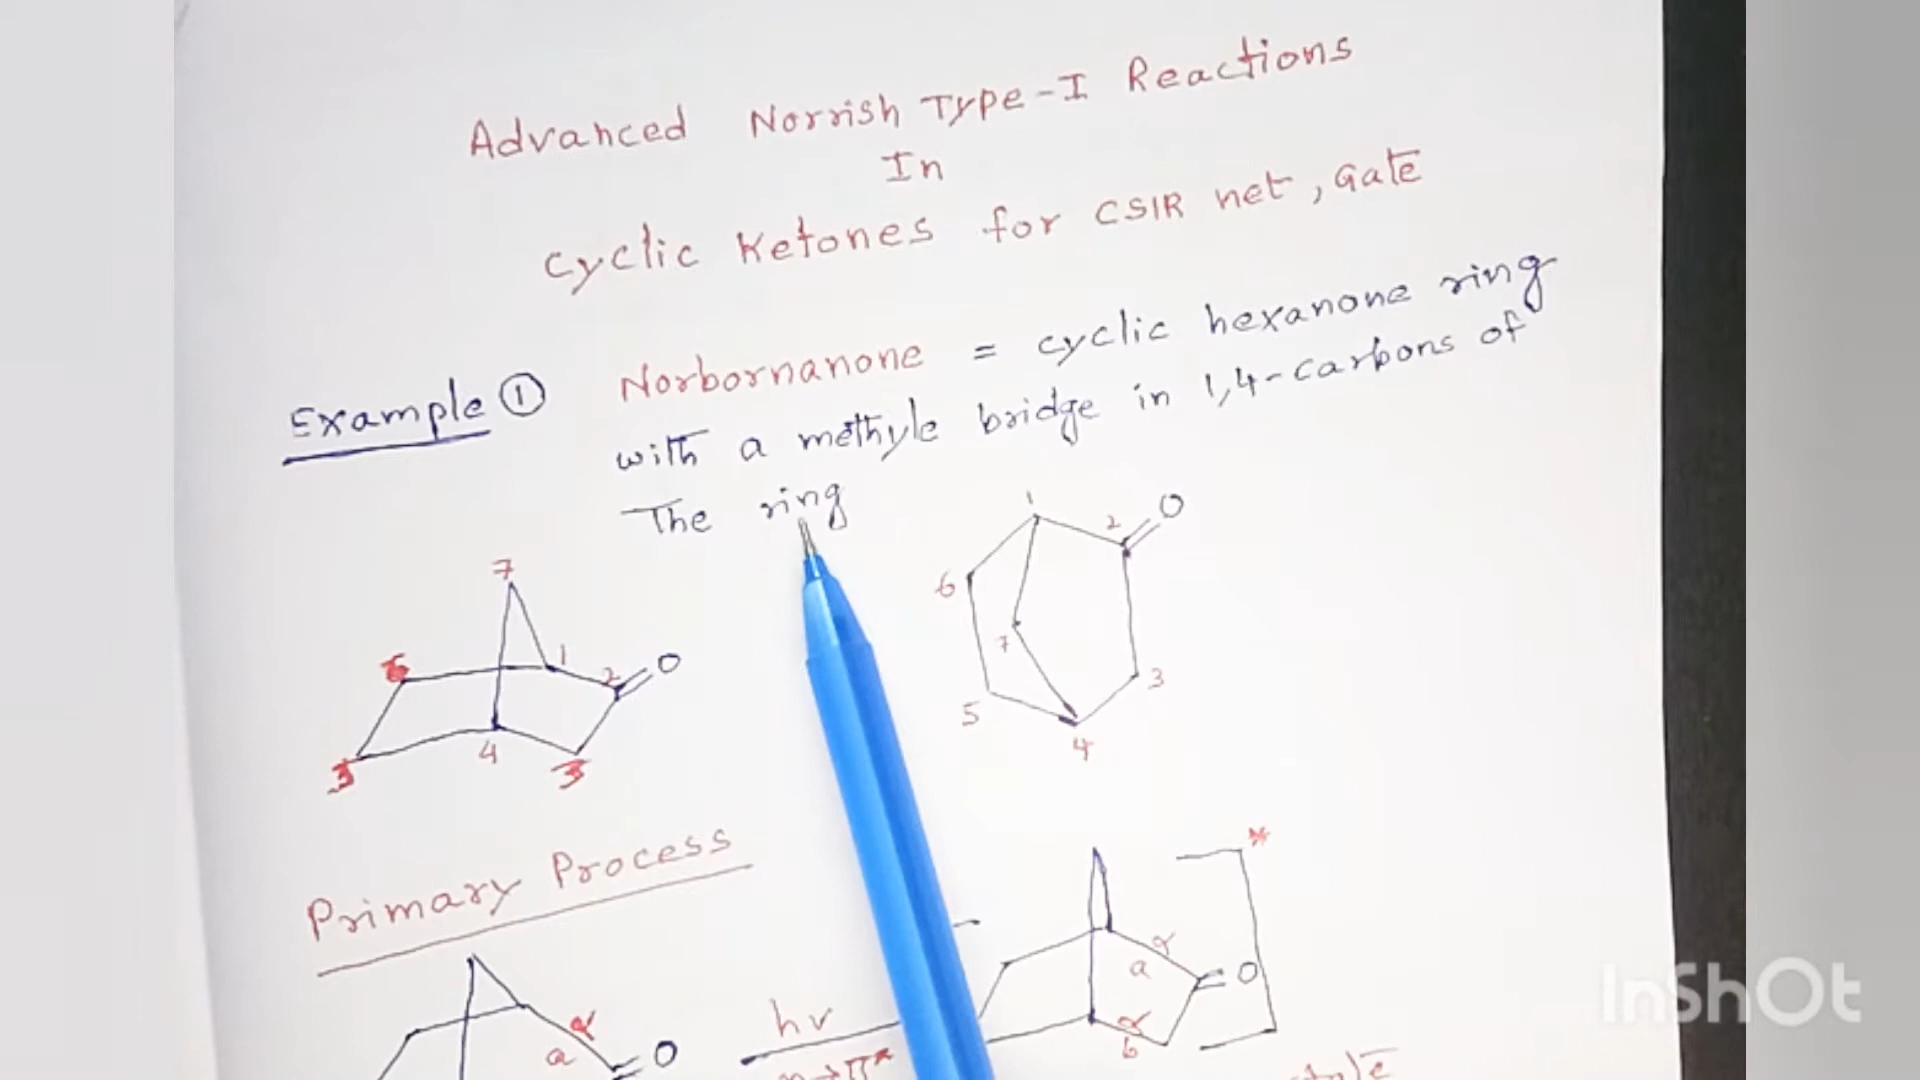 Advanced Norrish Type-I Reactions
In
Cyclic Ketones for CSIR net, Gate
Example ① Norbornanone = cyclic hexanone ring
with a methyle bridge in 1,4-carbons of
The ring
7
6 1 2 O
4 3
1 2 O
6
7 3
5
4
Primary Process
*
α
a O
α
b
hν
α
a O
n→π*
InShOt